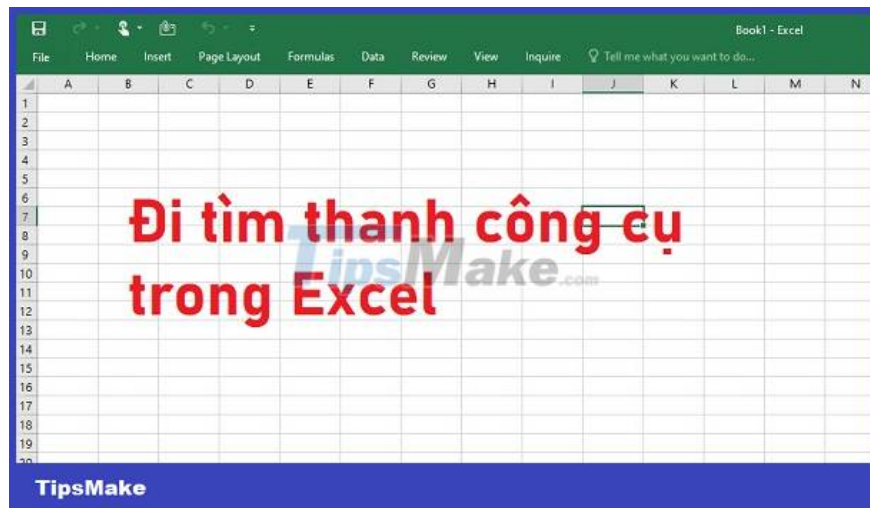 Book1 - Excel
File Home Insert Page Layout Formulas Data Review View Inquire Tell me what you want to do...
A B C D E F G H I J K L M N
1
2
3
4
5
6
7
8
9
10
11
12
13
14
15
16
17
18
19
20
Đi tìm thanh công cụ
trong Excel
TipsMake.com
TipsMake